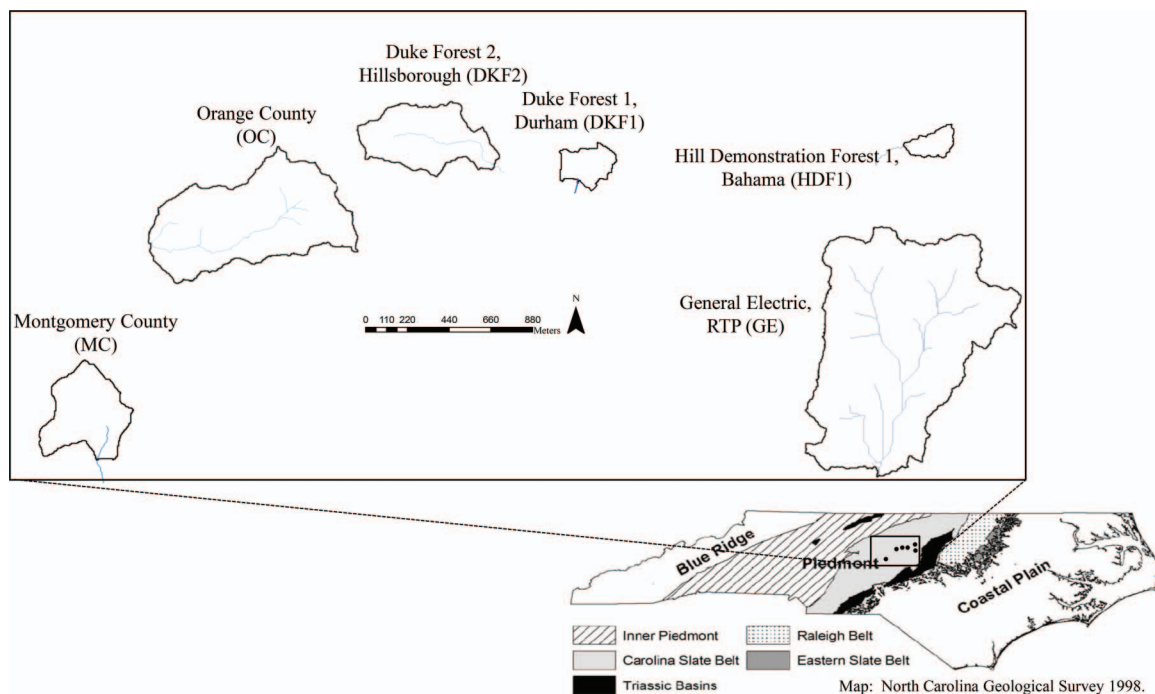 Duke Forest 2,
Hillsborough (DKF2)
Duke Forest 1,
Durham (DKF1)
Orange County
(OC)
Hill Demonstration Forest 1,
Bahama (HDF1)
General Electric,
RTP (GE)
Montgomery County
(MC)
N
0 110 220 440 660 880
Meters
Blue Ridge
Piedmont
Coastal Plain
Inner Piedmont
Raleigh Belt
Carolina Slate Belt
Eastern Slate Belt
Triassic Basins
Map: North Carolina Geological Survey 1998.